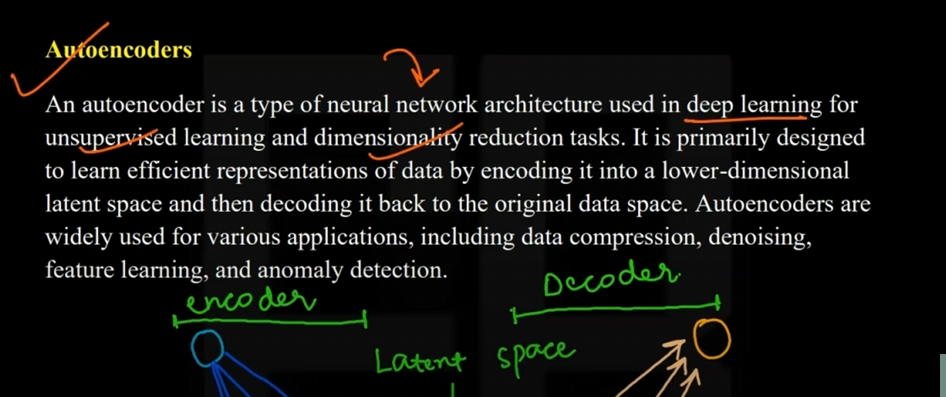 Autoencoders
An autoencoder is a type of neural network architecture used in deep learning for
unsupervised learning and dimensionality reduction tasks. It is primarily designed
to learn efficient representations of data by encoding it into a lower-dimensional
latent space and then decoding it back to the original data space. Autoencoders are
widely used for various applications, including data compression, denoising,
feature learning, and anomaly detection.
encoder
Decoder
Latent space